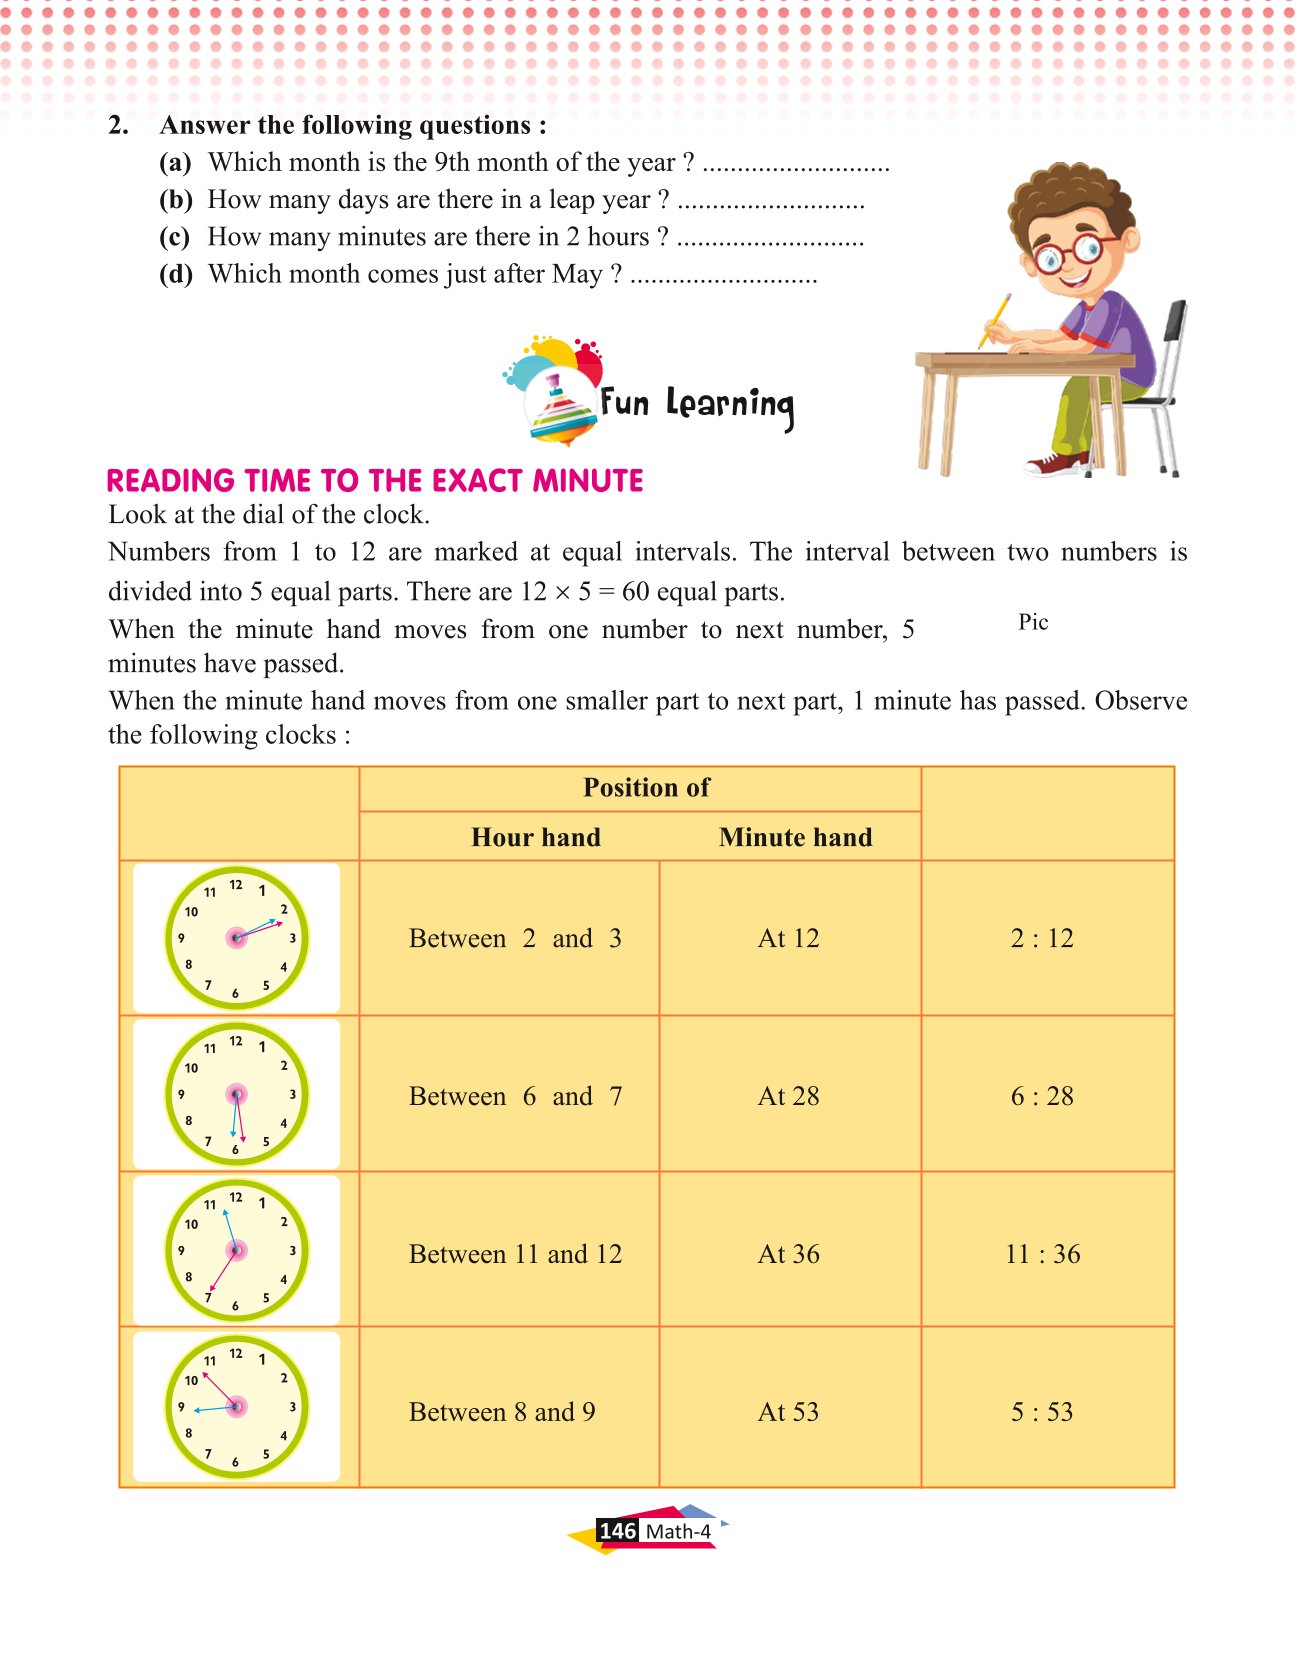 2. Answer the following questions :
(a) Which month is the 9th month of the year ? ...........................
(b) How many days are there in a leap year ? ...........................
(c) How many minutes are there in 2 hours ? ...........................
(d) Which month comes just after May ? ...........................
Fun Learning
READING TIME TO THE EXACT MINUTE
Look at the dial of the clock.
Numbers from 1 to 12 are marked at equal intervals. The interval between two numbers is
divided into 5 equal parts. There are 12 × 5 = 60 equal parts.
When the minute hand moves from one number to next number, 5
minutes have passed.
Pic
When the minute hand moves from one smaller part to next part, 1 minute has passed. Observe
the following clocks :
Position of
Hour hand Minute hand
12 1 2 3 4 5 6 7 8 9 10 11
Between 2 and 3 At 12 2 : 12
12 1 2 3 4 5 6 7 8 9 10 11
Between 6 and 7 At 28 6 : 28
12 1 2 3 4 5 6 7 8 9 10 11
Between 11 and 12 At 36 11 : 36
12 1 2 3 4 5 6 7 8 9 10 11
Between 8 and 9 At 53 5 : 53
146 Math-4